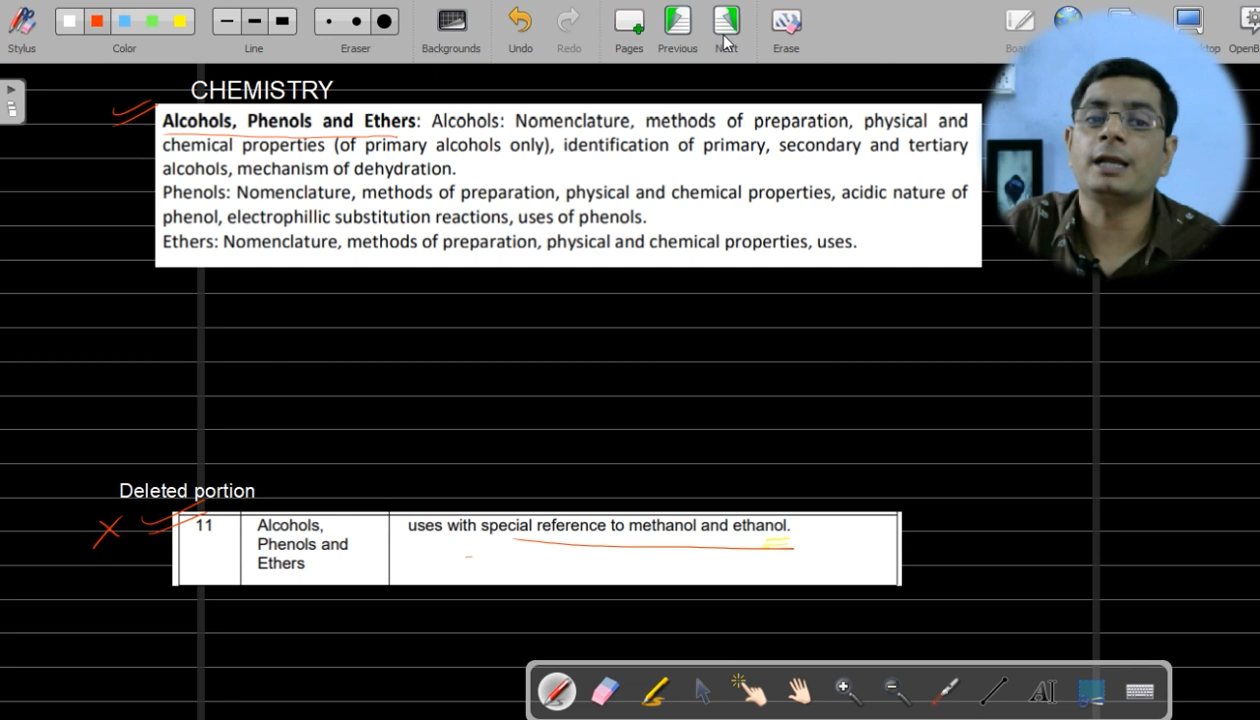 Stylus
Color
Line
Eraser
Backgrounds
Undo
Redo
Pages
Previous
Erase
CHEMISTRY
Alcohols, Phenols and Ethers: Alcohols: Nomenclature, methods of preparation, physical and
chemical properties (of primary alcohols only), identification of primary, secondary and tertiary
alcohols, mechanism of dehydration.
Phenols: Nomenclature, methods of preparation, physical and chemical properties, acidic nature of
phenol, electrophillic substitution reactions, uses of phenols.
Ethers: Nomenclature, methods of preparation, physical and chemical properties, uses.
Deleted portion
11
Alcohols,
Phenols and
Ethers
uses with special reference to methanol and ethanol.
AI